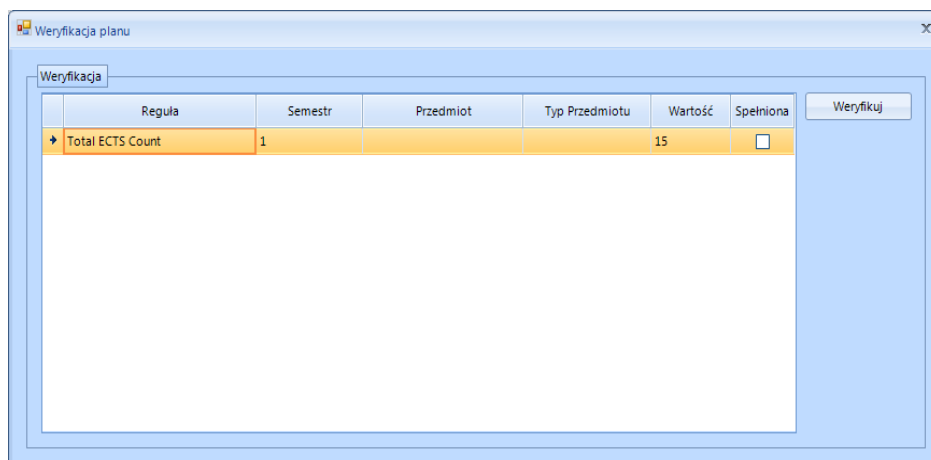 Weryfikacja planu
Weryfikacja
Reguła Semestr Przedmiot Typ Przedmiotu Wartość Spełniona Weryfikuj
Total ECTS Count 1 15